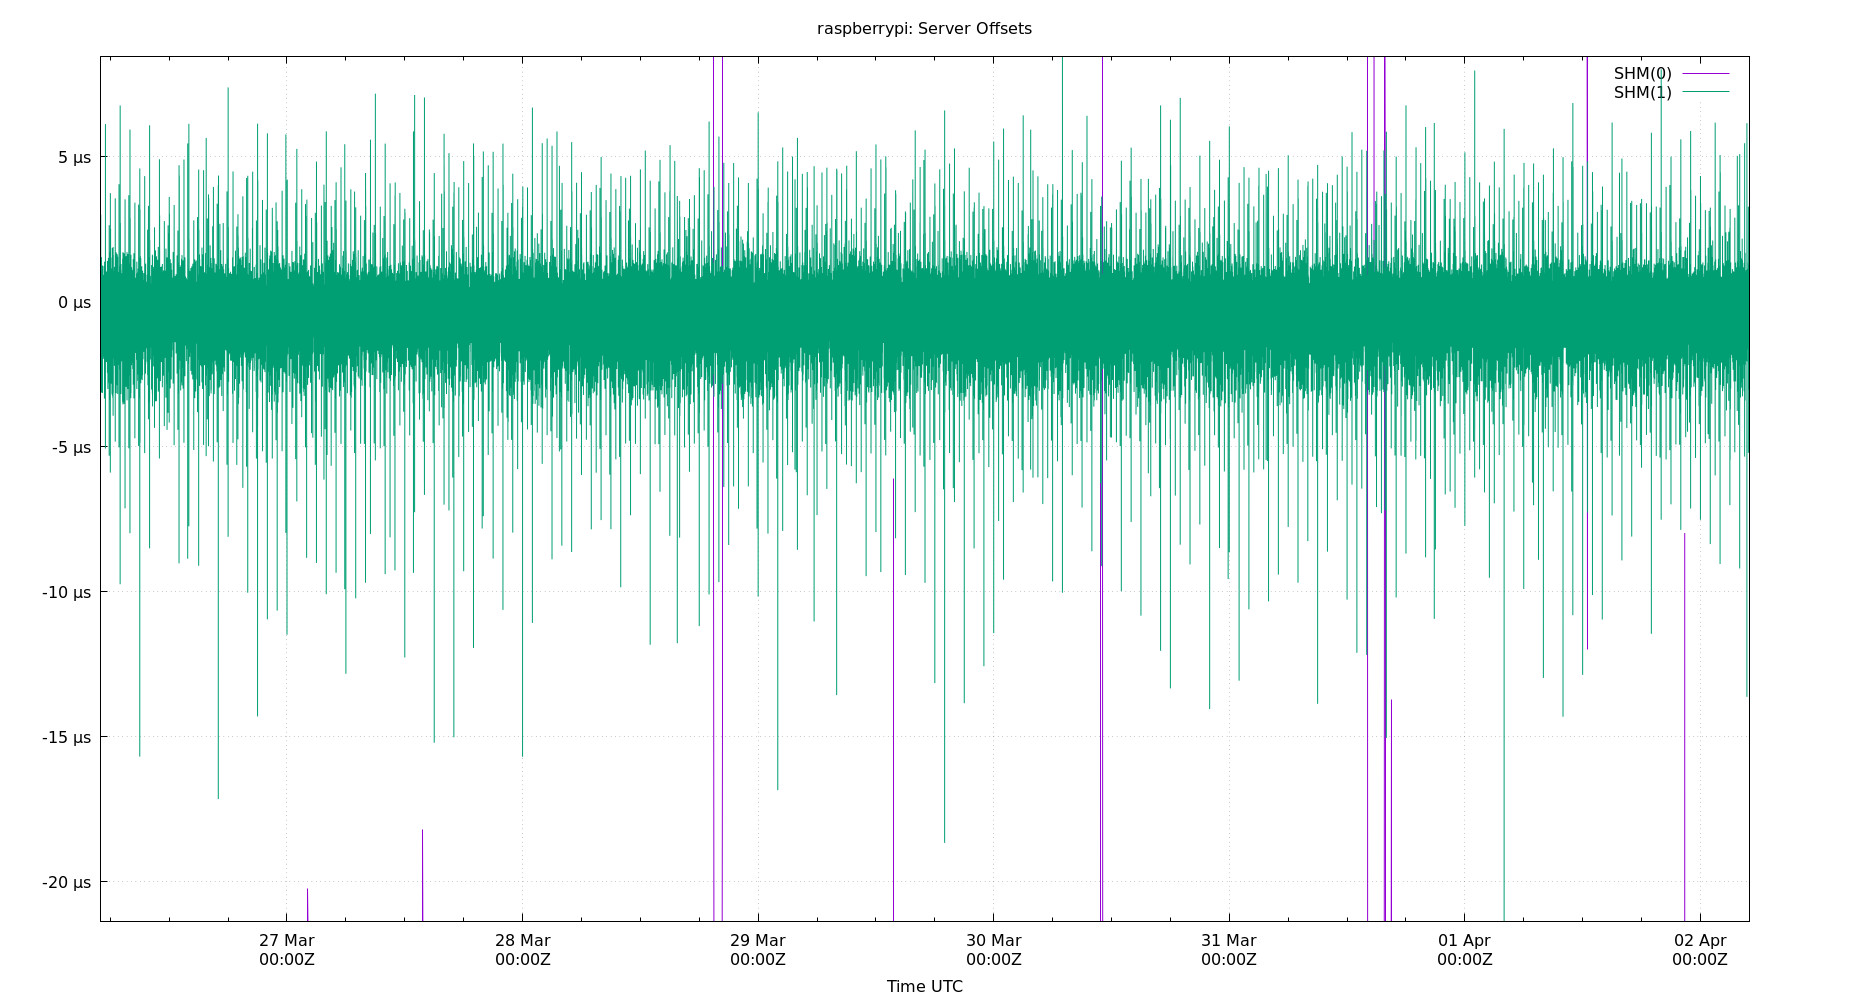 raspberrypi: Server Offsets
SHM(0)
SHM(1)
5 µs
0 µs
-5 µs
-10 µs
-15 µs
-20 µs
27 Mar 28 Mar 29 Mar 30 Mar 31 Mar 01 Apr 02 Apr
00:00Z 00:00Z 00:00Z 00:00Z 00:00Z 00:00Z 00:00Z
Time UTC